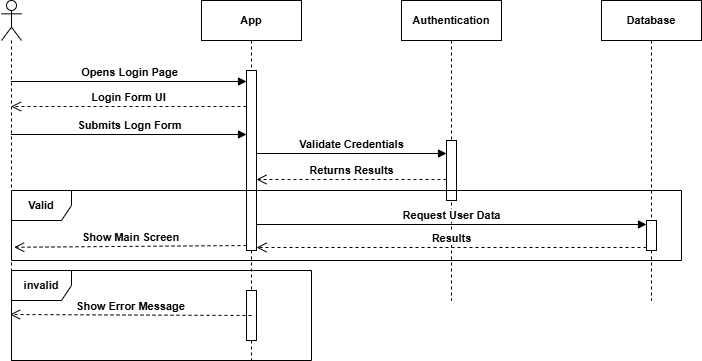 App
Authentication
Database
Opens Login Page
Login Form UI
Submits Logn Form
Validate Credentials
Returns Results
Valid
Request User Data
Show Main Screen
Results
invalid
Show Error Message